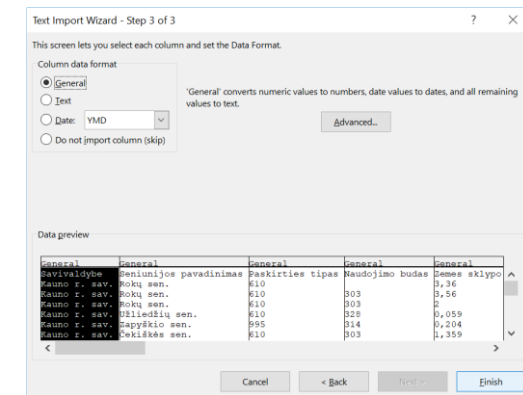 Text Import Wizard - Step 3 of 3 ? ×
This screen lets you select each column and set the Data Format.
Column data format
General
Text
Date: YMD
Do not import column (skip)
'General' converts numeric values to numbers, date values to dates, and all remaining
values to text.
Advanced...
Data preview
General General General General General
Savivaldybe Seniunijos pavadinimas Paskirties tipas Naudojimo budas Zemes sklypo
Kauno r. sav. Rokų sen. 610 3,36
Kauno r. sav. Rokų sen. 610 303 3,56
Kauno r. sav. Rokų sen. 610 303 2
Kauno r. sav. Užliedžių sen. 610 328 0,059
Kauno r. sav. Zapyškio sen. 995 314 0,204
Kauno r. sav. Čekiškės sen. 610 303 1,359
Cancel < Back Next > Finish